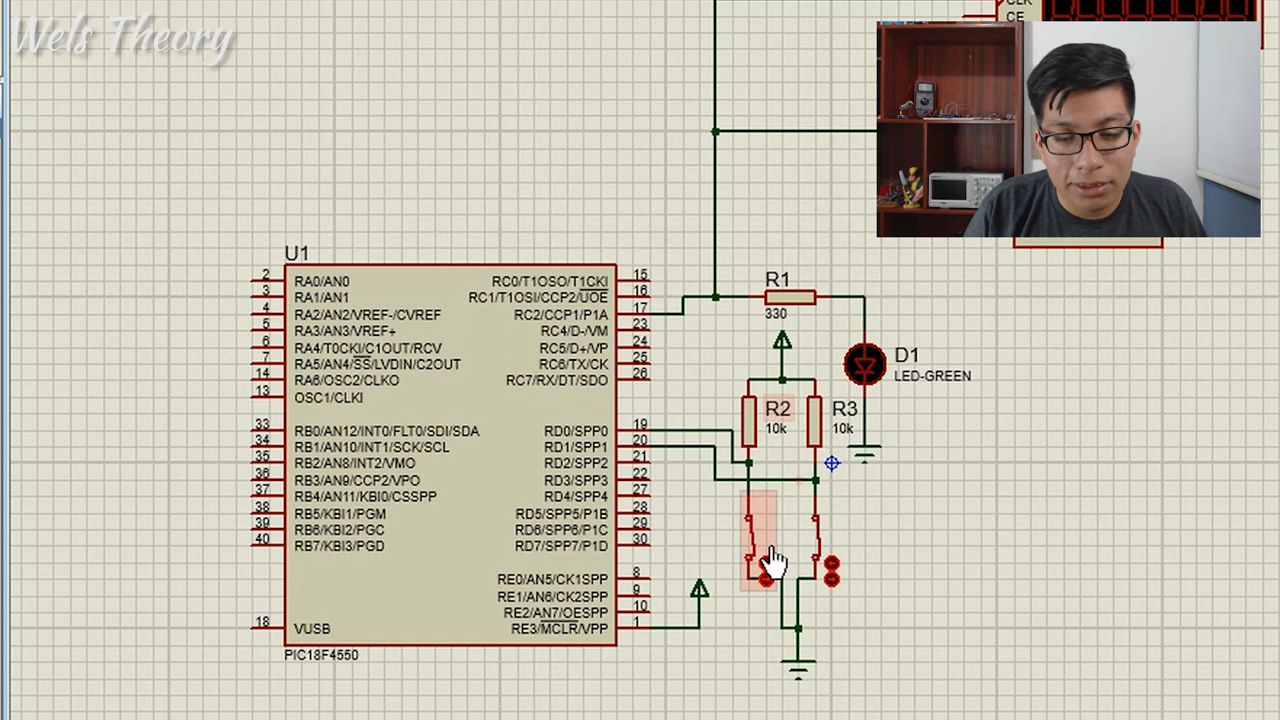 Wels Theory
CLK
CE
U1
2 RA0/AN0 RC0/T1OSO/T1CKI 15
3 RA1/AN1 RC1/T1OSI/CCP2/UOE 16
4 RA2/AN2/VREF-/CVREF RC2/CCP1/P1A 17
5 RA3/AN3/VREF+ RC4/D-/VM 23
6 RA4/T0CKI/C1OUT/RCV RC5/D+/VP 24
7 RA5/AN4/SS/LVDIN/C2OUT RC6/TX/CK 25
14 RA6/OSC2/CLKO RC7/RX/DT/SDO 26
13 OSC1/CLKI
33 RB0/AN12/INT0/FLT0/SDI/SDA RD0/SPP0 19
34 RB1/AN10/INT1/SCK/SCL RD1/SPP1 20
35 RB2/AN8/INT2/VMO RD2/SPP2 21
36 RB3/AN9/CCP2/VPO RD3/SPP3 22
37 RB4/AN11/KBI0/CSSPP RD4/SPP4 27
38 RB5/KBI1/PGM RD5/SPP5/P1B 28
39 RB6/KBI2/PGC RD6/SPP6/P1C 29
40 RB7/KBI3/PGD RD7/SPP7/P1D 30
RE0/AN5/CK1SPP 8
RE1/AN6/CK2SPP 9
RE2/AN7/OESPP 10
18 VUSB RE3/MCLR/VPP 1
PIC18F4550
R1
330
D1
LED-GREEN
R2
10k
R3
10k